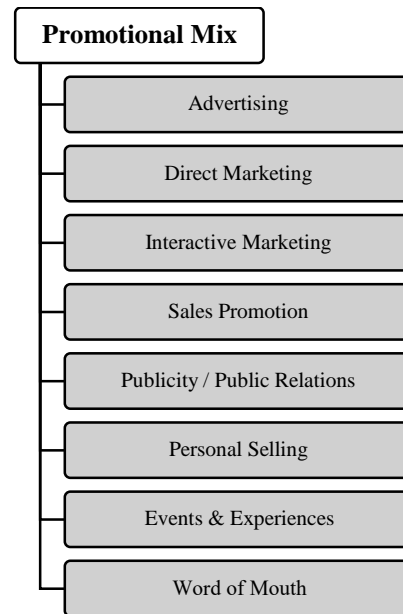 Promotional Mix
Advertising
Direct Marketing
Interactive Marketing
Sales Promotion
Publicity / Public Relations
Personal Selling
Events & Experiences
Word of Mouth